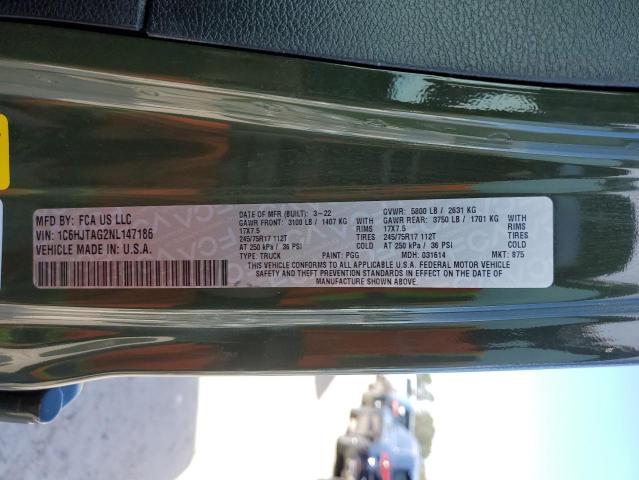 MFD BY: FCA US LLC
VIN: 1C6HJTAG2NL147186
VEHICLE MADE IN U.S.A.
DATE OF MFR (BUILT): 3-22 GVWR: 5800 LB / 2631 KG
GAWR FRONT: 3100 LB / 1407 KG WITH GAWR REAR: 3750 LB / 1701 KG WITH
17X7.5 RIMS 17X7.5 RIMS
245/75R17 112T TIRES 245/75R17 112T TIRES
AT 250 kPa / 36 PSI COLD AT 250 kPa / 36 PSI COLD
TYPE: TRUCK PAINT: PGG MDH: 031614 MKT: 875
THIS VEHICLE CONFORMS TO ALL APPLICABLE U.S.A. FEDERAL MOTOR VEHICLE
SAFETY AND THEFT PREVENTION STANDARDS IN EFFECT ON THE DATE OF
MANUFACTURE SHOWN ABOVE.